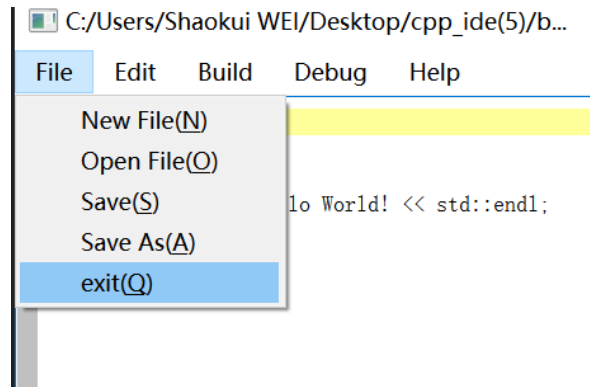 C:/Users/Shaokui WEI/Desktop/cpp_ide(5)/b...
File Edit Build Debug Help
New File(N)
Open File(O)
Save(S)
lo World! << std::endl;
Save As(A)
exit(Q)